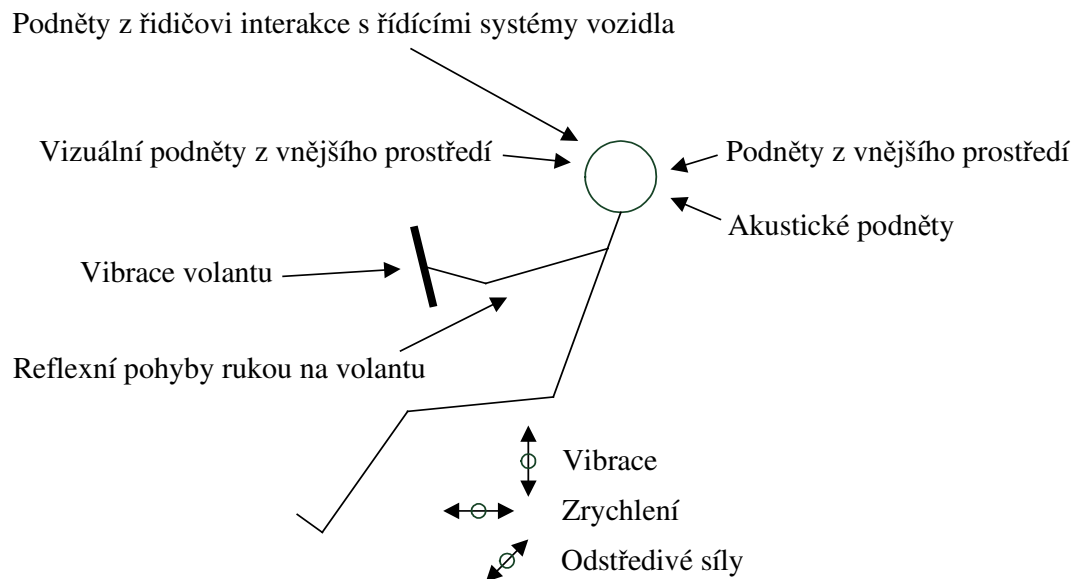 Podněty z řidičovi interakce s řídícími systémy vozidla
Vizuální podněty z vnějšího prostředí
Podněty z vnějšího prostředí
Akustické podněty
Vibrace volantu
Reflexní pohyby rukou na volantu
Vibrace
Zrychlení
Odstředivé síly